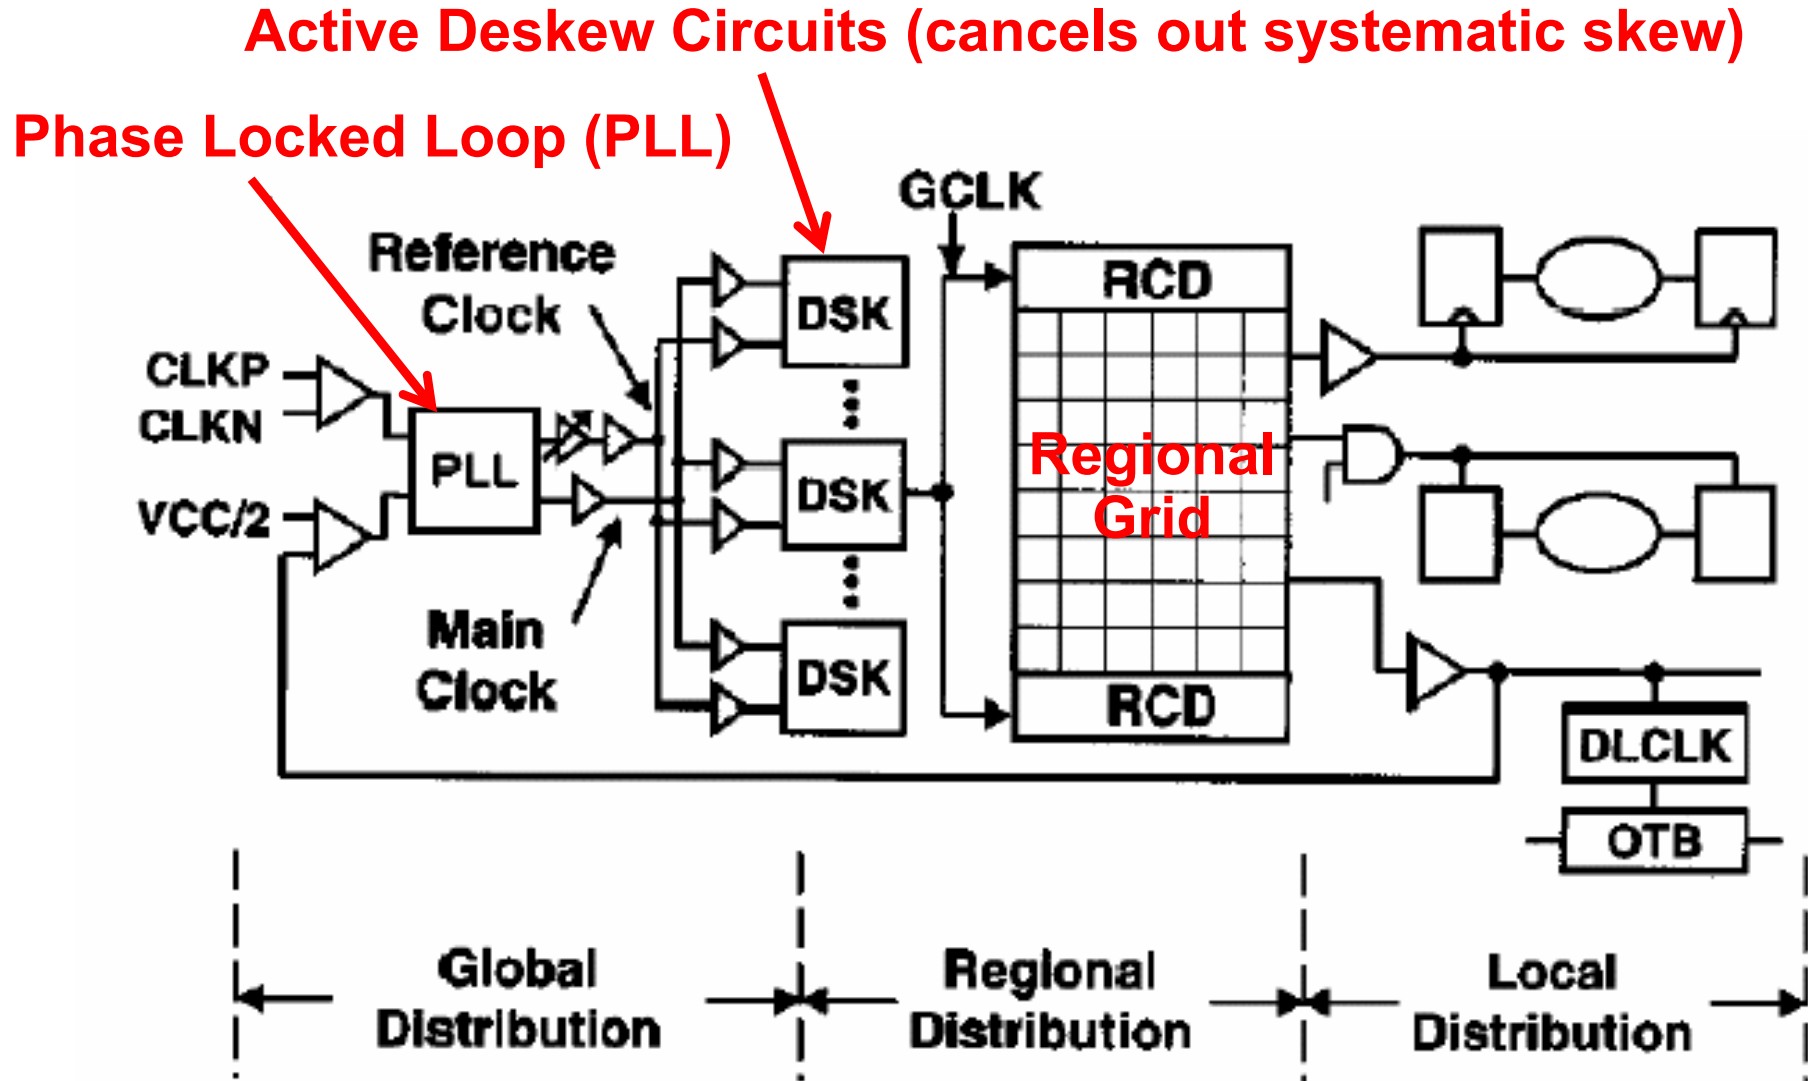 Active Deskew Circuits (cancels out systematic skew)
Phase Locked Loop (PLL)
GCLK
Reference
Clock
RCD
DSK
CLKP
CLKN
PLL
Regional
Grid
DSK
VCC/2
Main
Clock
DSK
RCD
DLCLK
OTB
Global
Distribution
Regional
Distribution
Local
Distribution